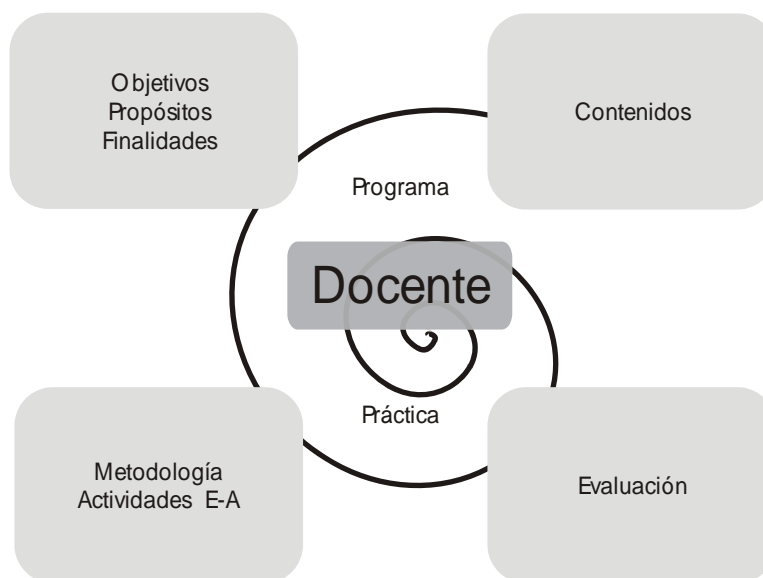 Objetivos
Propósitos
Finalidades
Contenidos
Programa
Docente
Práctica
Metodología
Actividades E-A
Evaluación